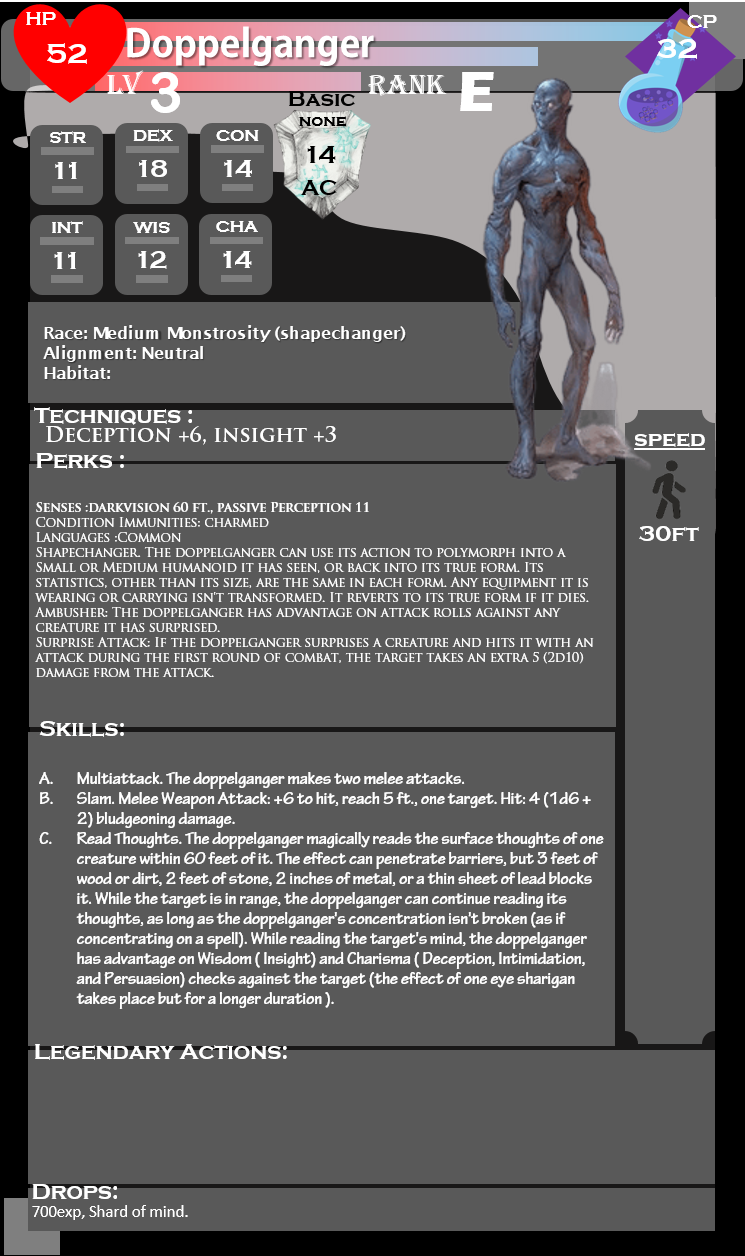 HP
52
Doppelganger
CP
32
LV 3
RANK E
BASIC
NONE
14
AC
STR
11
DEX
18
CON
14
INT
11
WIS
12
CHA
14
Race: Medium Monstrosity (shapechanger)
Alignment: Neutral
Habitat:
Techniques :
Deception +6, insight +3
Perks :
Senses :darkvision 60 ft., passive Perception 11
Condition Immunities: charmed
Languages :Common
Shapechanger. The doppelganger can use its action to polymorph into a
Small or Medium humanoid it has seen, or back into its true form. Its
statistics, other than its size, are the same in each form. Any equipment it is
wearing or carrying isn't transformed. It reverts to its true form if it dies.
Ambusher: The doppelganger has advantage on attack rolls against any
creature it has surprised.
Surprise Attack: If the doppelganger surprises a creature and hits it with an
attack during the first round of combat, the target takes an extra 5 (2d10)
damage from the attack.
SPEED
30FT
Skills:
A. Multiattack. The doppelganger makes two melee attacks.
B. Slam. Melee Weapon Attack: +6 to hit, reach 5 ft., one target. Hit: 4 (1d6 +
2) bludgeoning damage.
C. Read Thoughts. The doppelganger magically reads the surface thoughts of one
creature within 60 feet of it. The effect can penetrate barriers, but 3 feet of
wood or dirt, 2 feet of stone, 2 inches of metal, or a thin sheet of lead blocks
it. While the target is in range, the doppelganger can continue reading its
thoughts, as long as the doppelganger's concentration isn't broken (as if
concentrating on a spell). While reading the target's mind, the doppelganger
has advantage on Wisdom ( Insight) and Charisma ( Deception, Intimidation,
and Persuasion) checks against the target (the effect of one eye sharigan
takes place but for a longer duration ).
Legendary Actions:
Drops:
700exp, Shard of mind.